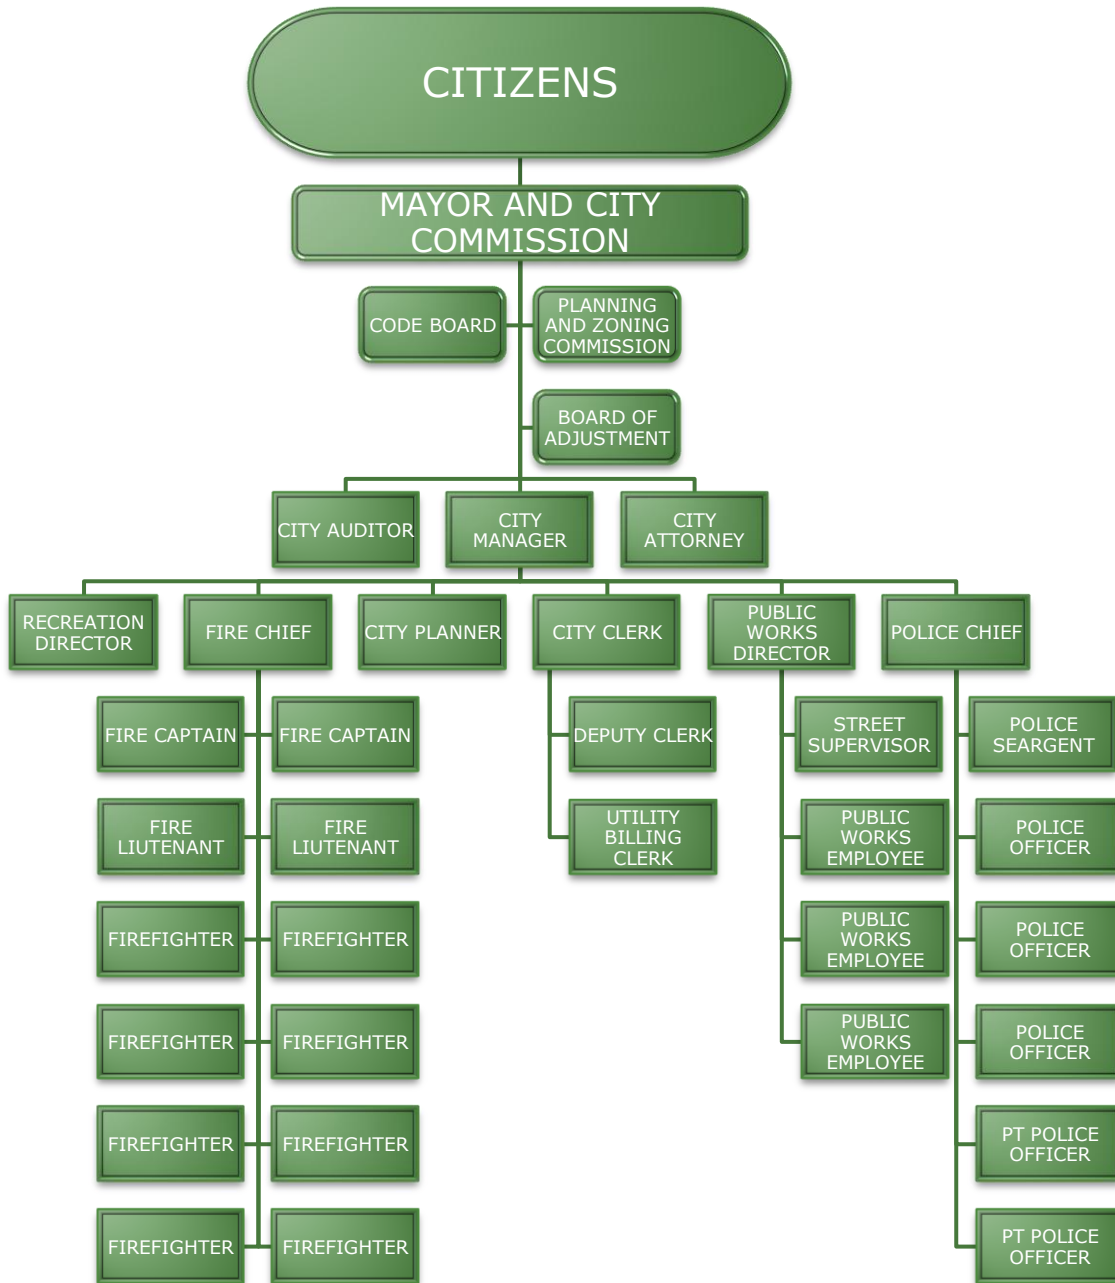 CITIZENS
MAYOR AND CITY
COMMISSION
CODE BOARD
PLANNING
AND ZONING
COMMISSION
BOARD OF
ADJUSTMENT
CITY AUDITOR
CITY
MANAGER
CITY
ATTORNEY
RECREATION
DIRECTOR
FIRE CHIEF
CITY PLANNER
CITY CLERK
PUBLIC
WORKS
DIRECTOR
POLICE CHIEF
FIRE CAPTAIN
FIRE CAPTAIN
DEPUTY CLERK
STREET
SUPERVISOR
POLICE
SEARGENT
FIRE
LIUTENANT
FIRE
LIUTENANT
UTILITY
BILLING
CLERK
PUBLIC
WORKS
EMPLOYEE
POLICE
OFFICER
FIREFIGHTER
FIREFIGHTER
PUBLIC
WORKS
EMPLOYEE
POLICE
OFFICER
FIREFIGHTER
FIREFIGHTER
PUBLIC
WORKS
EMPLOYEE
POLICE
OFFICER
FIREFIGHTER
FIREFIGHTER
PT POLICE
OFFICER
FIREFIGHTER
FIREFIGHTER
PT POLICE
OFFICER